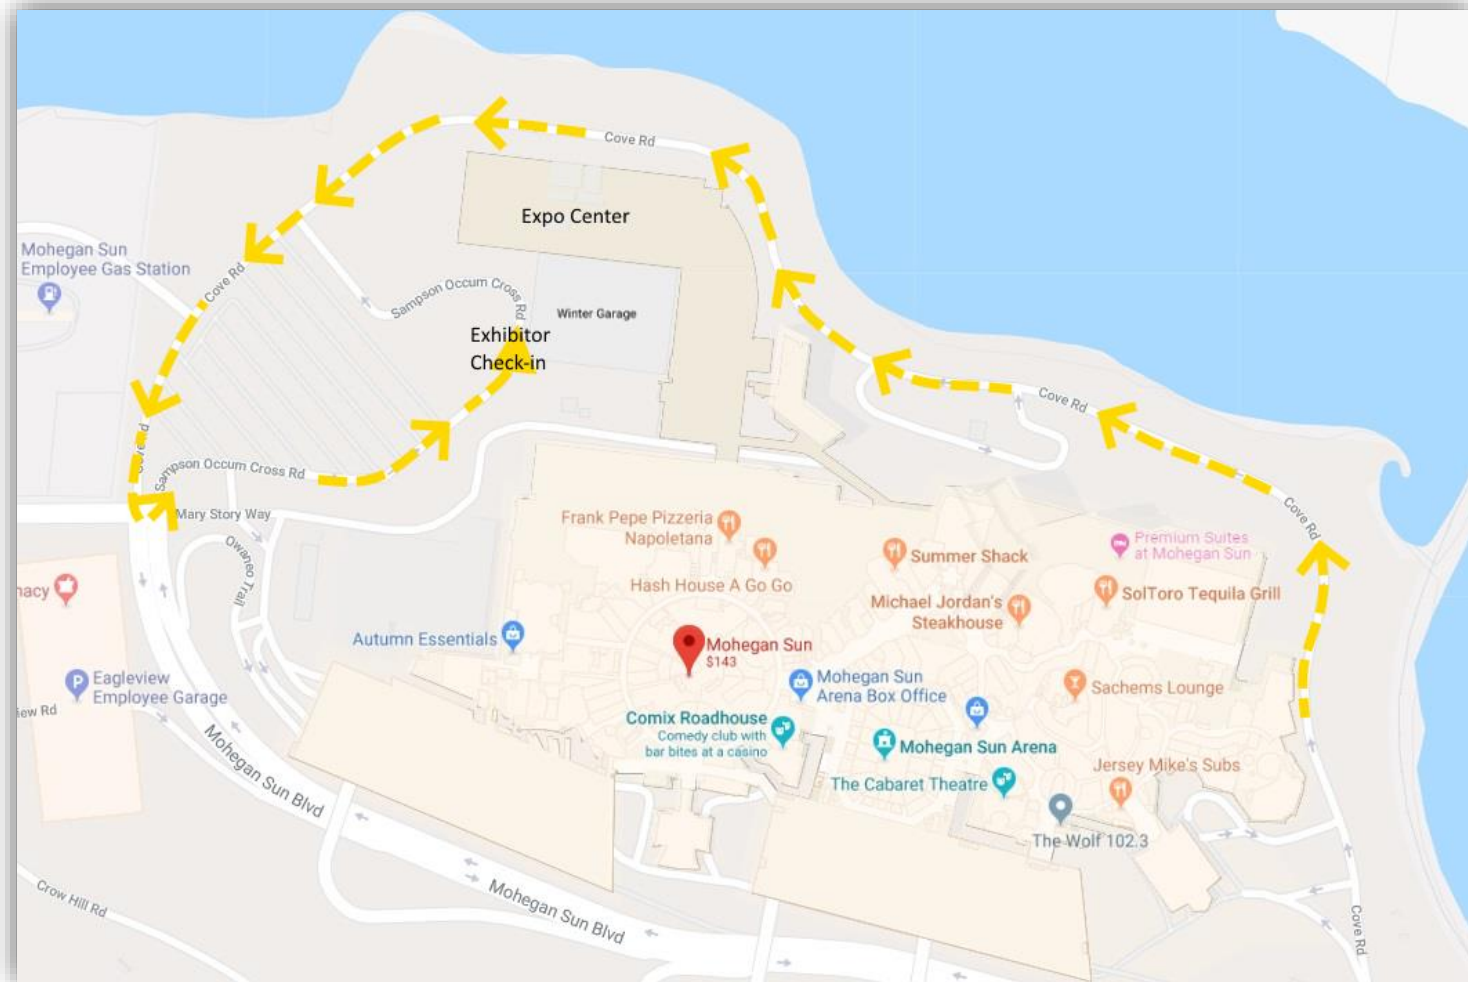 Cove Rd
Expo Center
Mohegan Sun
Employee Gas Station
Cove Rd
Sampson Occum Cross Rd
Winter Garage
Exhibitor
Check-in
Cove Rd
Cove Rd
Sampson Occum Cross Rd
Mary Story Way
Cove Rd
Frank Pepe Pizzeria
Napoletana
Summer Shack
Premium Suites
at Mohegan Sun
Owaneo Trail
Hash House A Go Go
Michael Jordan's
Steakhouse
SolToro Tequila Grill
nacy
Autumn Essentials
Mohegan Sun
$143
Eagleview
Employee Garage
Mohegan Sun
Arena Box Office
Sachems Lounge
iew Rd
Comix Roadhouse
Comedy club with
bar bites at a casino
Mohegan Sun Arena
Mohegan Sun Blvd
The Cabaret Theatre
Jersey Mike's Subs
The Wolf 102.3
Crow Hill Rd
Mohegan Sun Blvd
Cove Rd